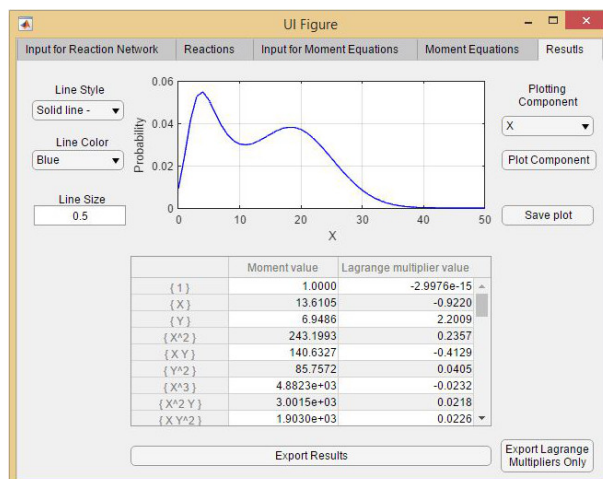 UI Figure
Input for Reaction Network Reactions Input for Moment Equations Moment Equations Resutls
Line Style
Solid line -
Line Color
Blue
Line Size
0.5
0.06
0.04
0.02
0
Probability
0 10 20 30 40 50
X
Plotting
Component
X
Plot Component
Save plot
Moment value Lagrange multiplier value
{ 1 } 1.0000 -2.9976e-15
{ X } 13.6105 -0.9220
{ Y } 6.9486 2.2009
{ X^2 } 243.1993 0.2357
{ X Y } 140.6327 -0.4129
{ Y^2 } 85.7572 0.0405
{ X^3 } 4.8823e+03 -0.0232
{ X^2 Y } 3.0015e+03 0.0218
{ X Y^2 } 1.9030e+03 0.0226
Export Results
Export Lagrange
Multipliers Only